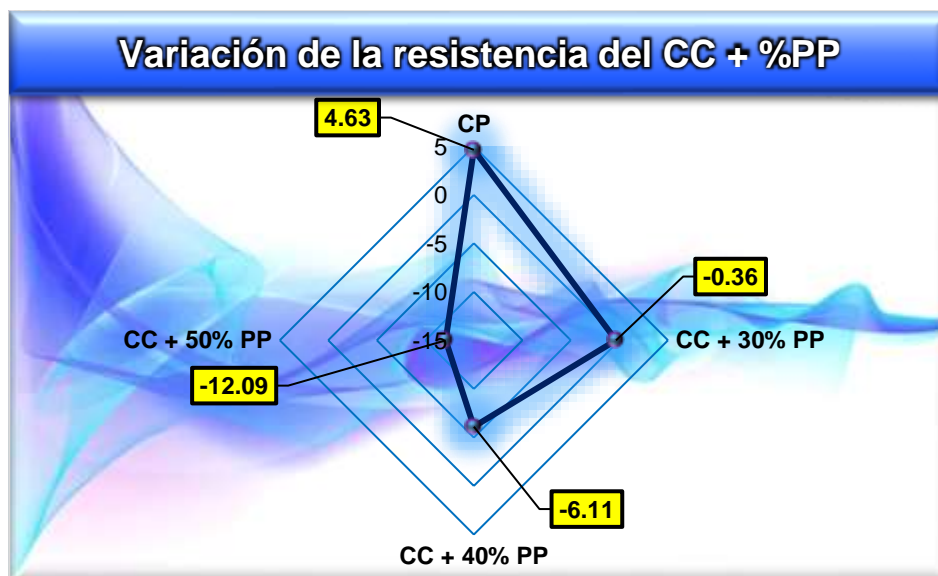 Variación de la resistencia del CC + %PP
4.63
CP
5
0
-5
-10
-15
-0.36
CC + 50% PP
CC + 30% PP
-12.09
-6.11
CC + 40% PP